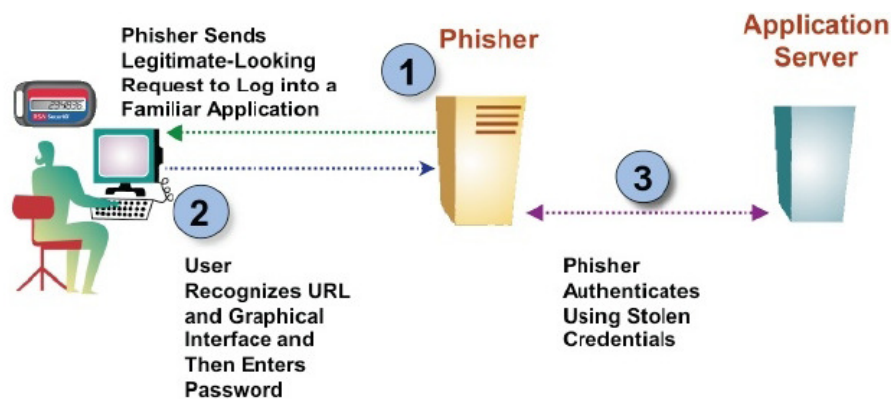 Phisher Sends
Legitimate-Looking
Request to Log into a
Familiar Application
1
Phisher
Application
Server
2
3
User
Recognizes URL
and Graphical
Interface and
Then Enters
Password
Phisher
Authenticates
Using Stolen
Credentials